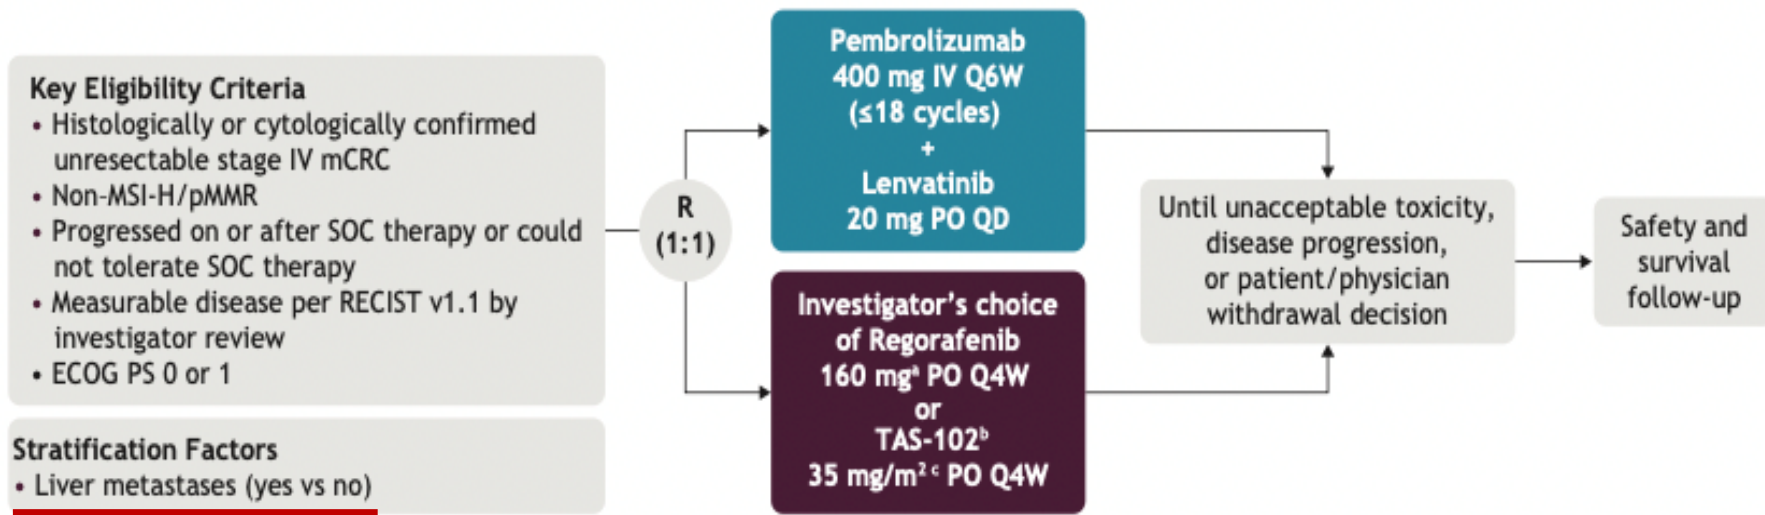 Key Eligibility Criteria
• Histologically or cytologically confirmed
unresectable stage IV mCRC
• Non-MSI-H/pMMR
• Progressed on or after SOC therapy or could
not tolerate SOC therapy
• Measurable disease per RECIST v1.1 by
investigator review
• ECOG PS 0 or 1
Stratification Factors
• Liver metastases (yes vs no)
R
(1:1)
Pembrolizumab
400 mg IV Q6W
(≤18 cycles)
+
Lenvatinib
20 mg PO QD
Investigator’s choice
of Regorafenib
160 mgᵃ PO Q4W
or
TAS-102ᵇ
35 mg/m² ᶜ PO Q4W
Until unacceptable toxicity,
disease progression,
or patient/physician
withdrawal decision
Safety and
survival
follow-up